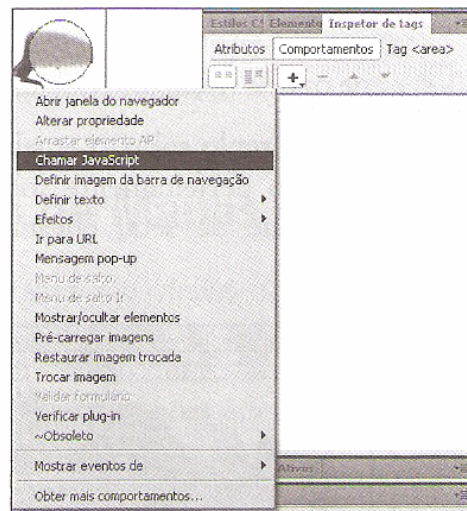 Estilos CS Elemento Inspetor de tags
Atributos Comportamentos Tag <area>
Abrir janela do navegador
Alterar propriedade
Arrastar elemento AP
Chamar JavaScript
Definir imagem da barra de navegação
Definir texto
Efeitos
Ir para URL
Mensagem pop-up
Menu de salto
Menu de salto Ir
Mostrar/ocultar elementos
Pré-carregar imagens
Restaurar imagem trocada
Trocar imagem
Validar formulário
Verificar plug-in
~Obsoleto
Mostrar eventos de
Ativos
Obter mais comportamentos...